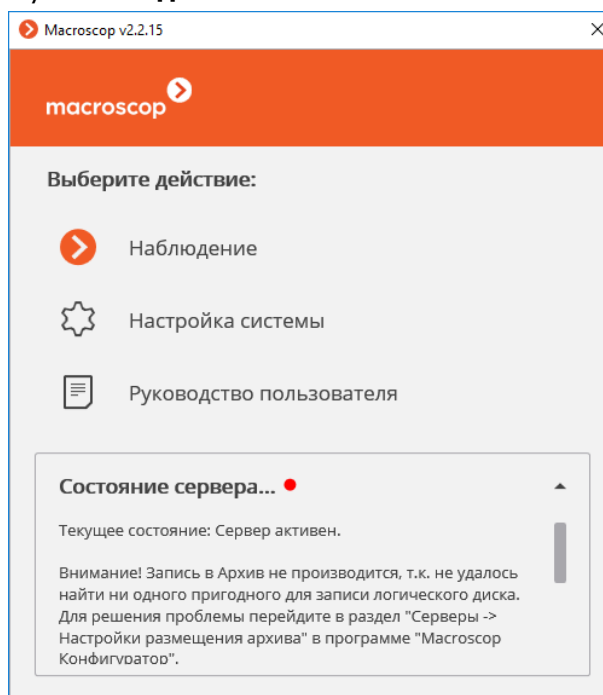 Macroscop v2.2.15
macroscop
Выберите действие:
Наблюдение
Настройка системы
Руководство пользователя
Состояние сервера...
Текущее состояние: Сервер активен.
Внимание! Запись в Архив не производится, т.к. не удалось
найти ни одного пригодного для записи логического диска.
Для решения проблемы перейдите в раздел "Серверы ->
Настройки размещения архива" в программе "Macroscop
Конфигуратор".